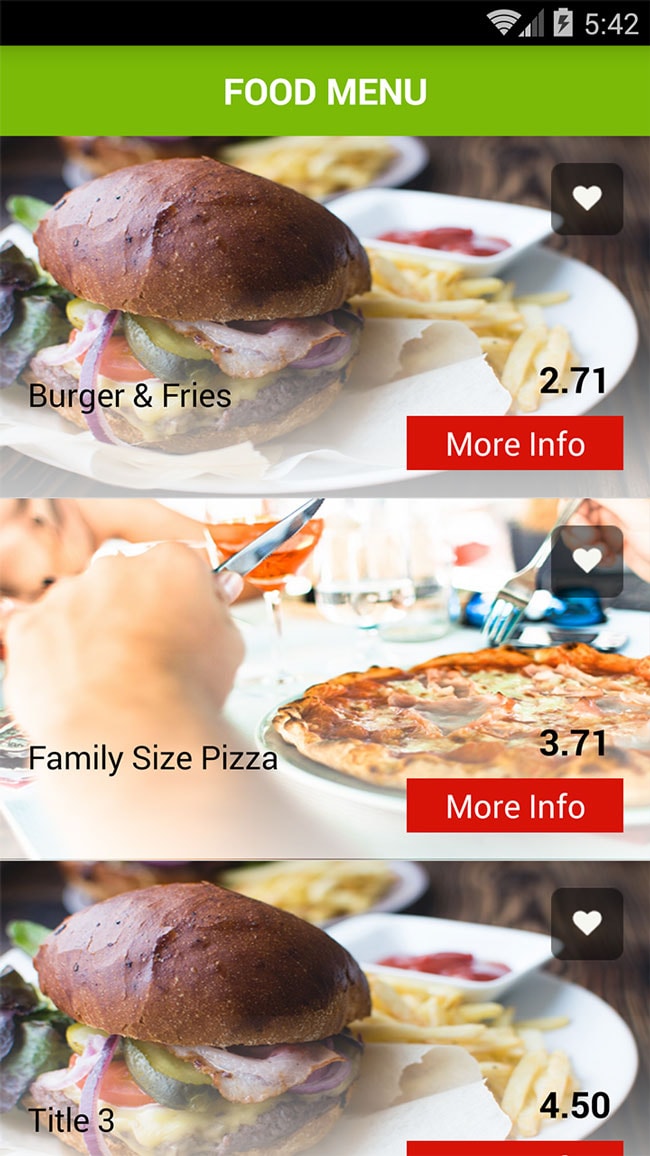 5:42
FOOD MENU
Burger & Fries
2.71
More Info
Family Size Pizza
3.71
More Info
Title 3
4.50